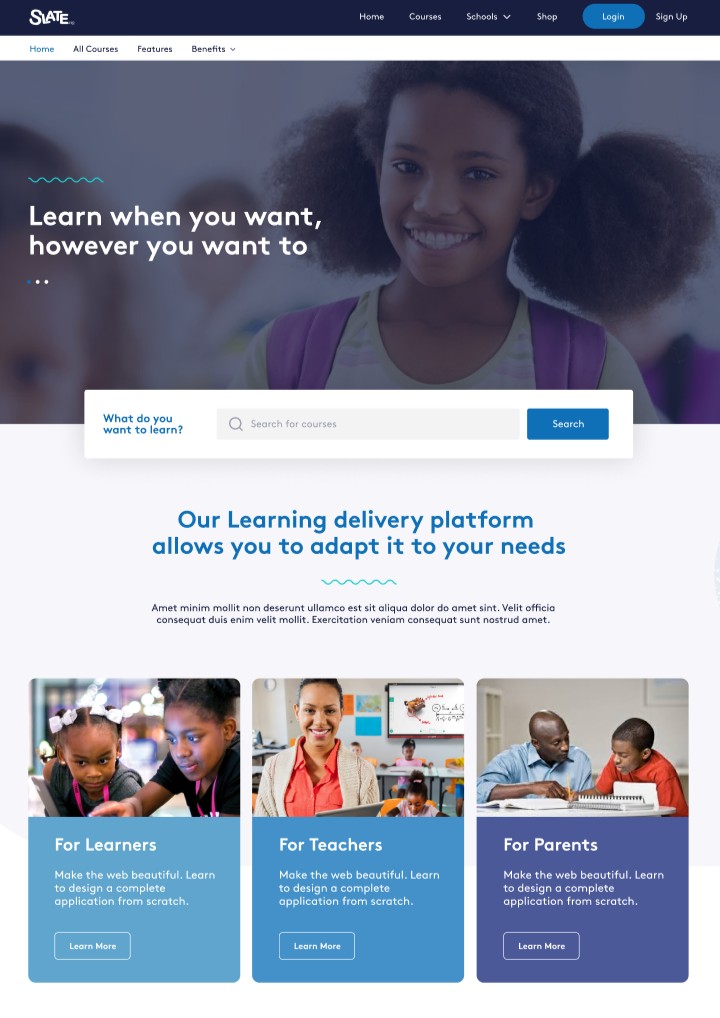 SLATE
Home Courses Schools Shop Login Sign Up
Home All Courses Features Benefits
Learn when you want,
however you want to
What do you
want to learn?
Search for courses
Search
Our Learning delivery platform
allows you to adapt it to your needs
Amet minim mollit non deserunt ullamco est sit aliqua dolor do amet sint. Velit officia
consequat duis enim velit mollit. Exercitation veniam consequat sunt nostrud amet.
For Learners
Make the web beautiful. Learn
to design a complete
application from scratch.
Learn More
For Teachers
Make the web beautiful. Learn
to design a complete
application from scratch.
Learn More
For Parents
Make the web beautiful. Learn
to design a complete
application from scratch.
Learn More